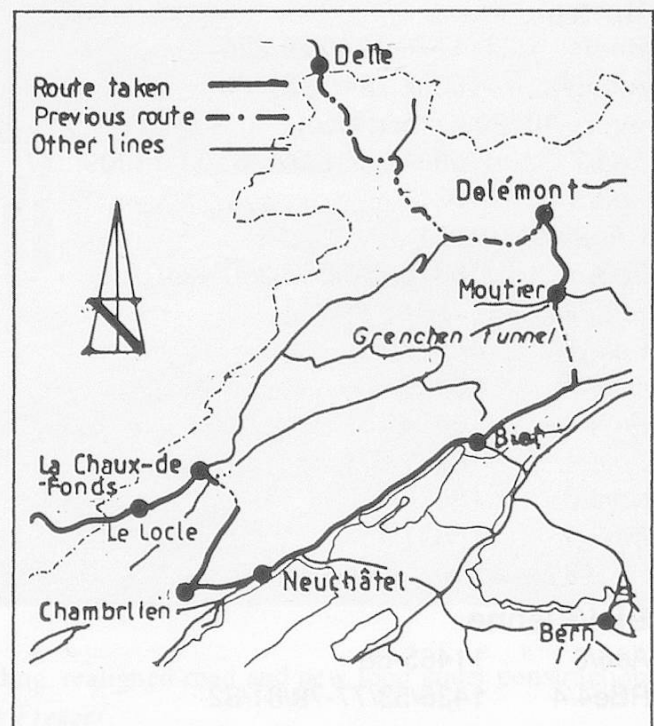 Delle
Route taken
Previous route
Other lines
Delémont
Moutier
Grenchen tunnel
Biel
La Chaux-de
-Fonds
Le Locle
Neuchâtel
Chambrlien
Bern